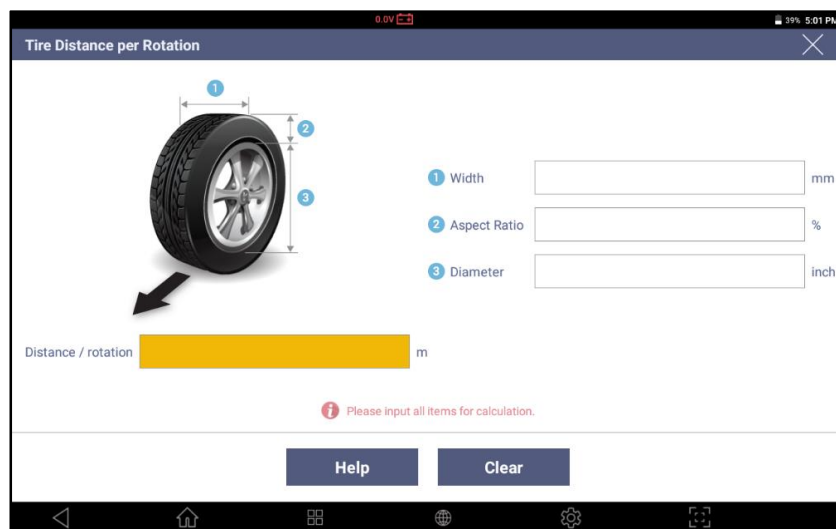 0.0V
39% 5:01 PM
Tire Distance per Rotation
1
2
3
1 Width mm
2 Aspect Ratio %
3 Diameter inch
Distance / rotation m
Please input all items for calculation.
Help Clear